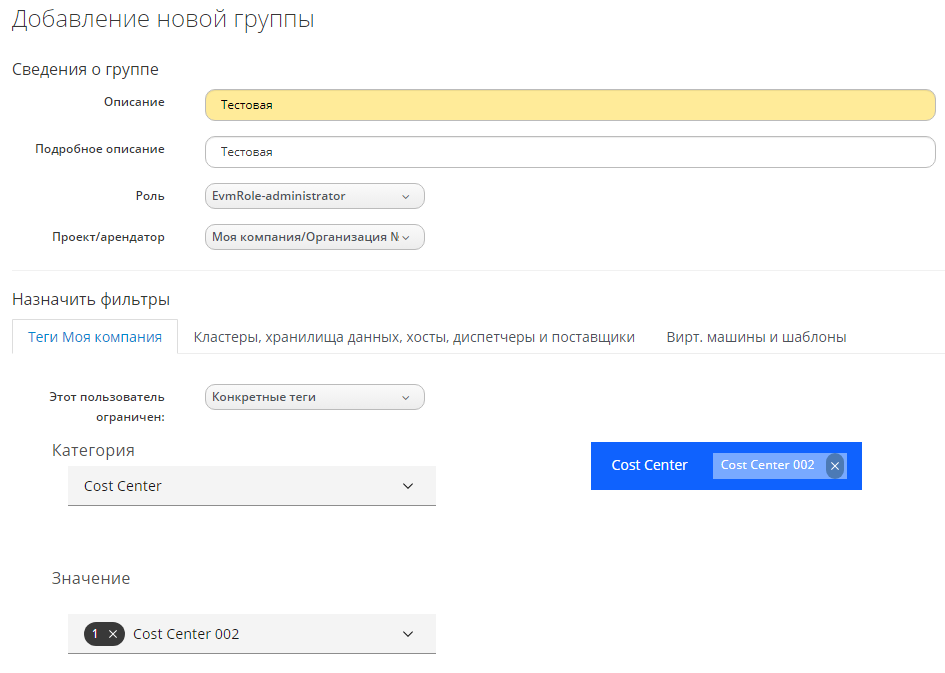 Добавление новой группы
Сведения о группе
Описание Тестовая
Подробное описание Тестовая
Роль EvmRole-administrator
Проект/арендатор Моя компания/Организация №
Назначить фильтры
Теги Моя компания Кластеры, хранилища данных, хосты, диспетчеры и поставщики Вирт. машины и шаблоны
Этот пользователь Конкретные теги
ограничен:
Категория
Cost Center Cost Center 002
Cost Center
Значение
1 Cost Center 002